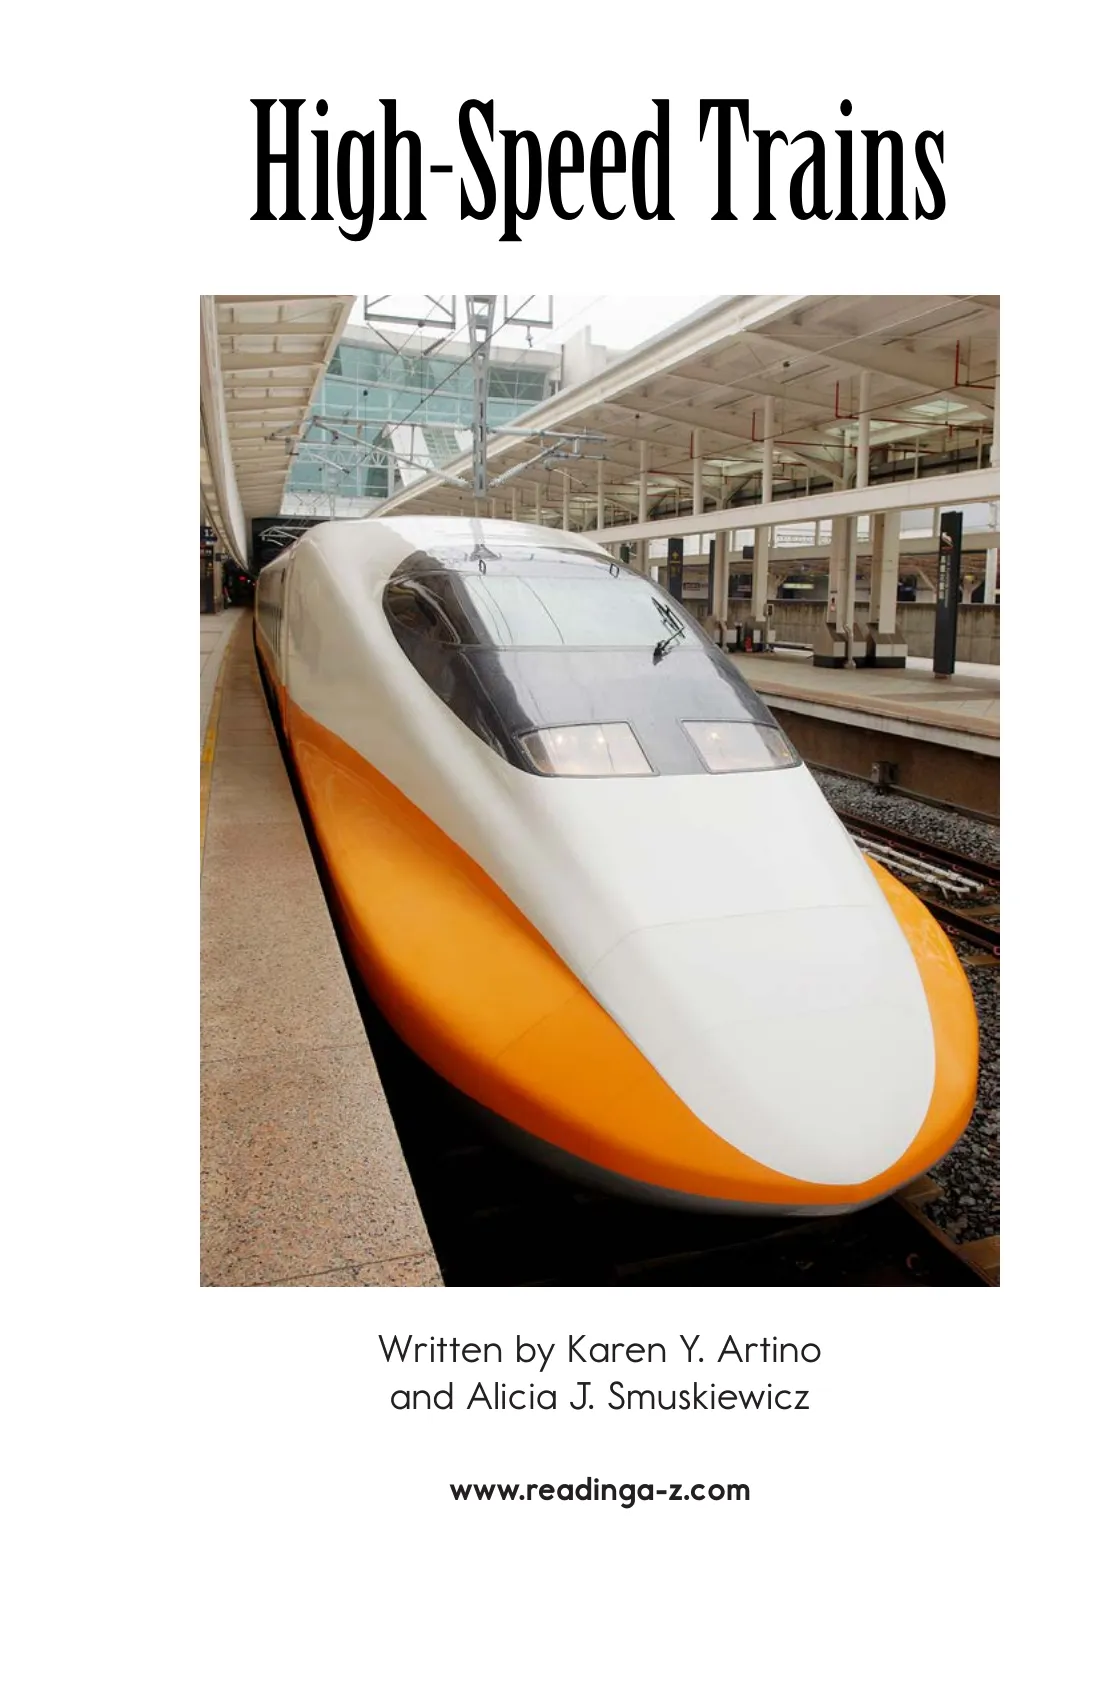 High-Speed Trains
Written by Karen Y. Artino
and Alicia J. Smuskiewicz
www.readinga-z.com